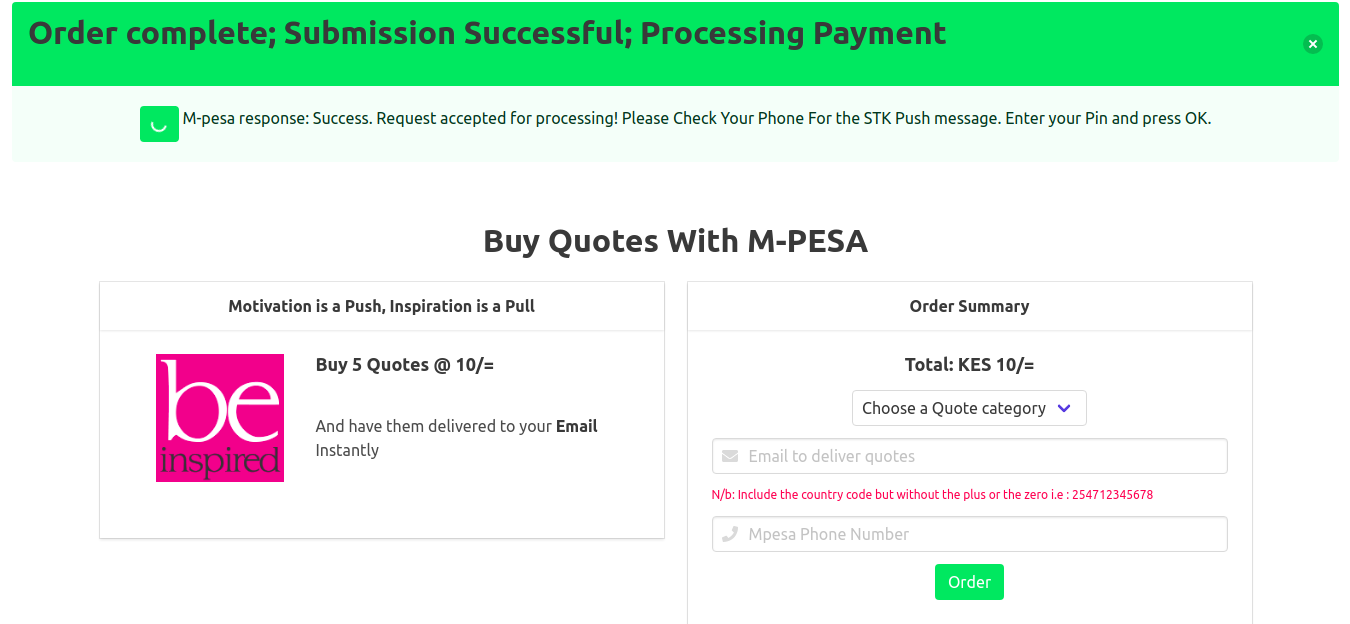 Order complete; Submission Successful; Processing Payment
M-pesa response: Success. Request accepted for processing! Please Check Your Phone For the STK Push message. Enter your Pin and press OK.
Buy Quotes With M-PESA
Motivation is a Push, Inspiration is a Pull
be
inspired
Buy 5 Quotes @ 10/=
And have them delivered to your Email
Instantly
Order Summary
Total: KES 10/=
Choose a Quote category
Email to deliver quotes
N/b: Include the country code but without the plus or the zero i.e : 254712345678
Mpesa Phone Number
Order